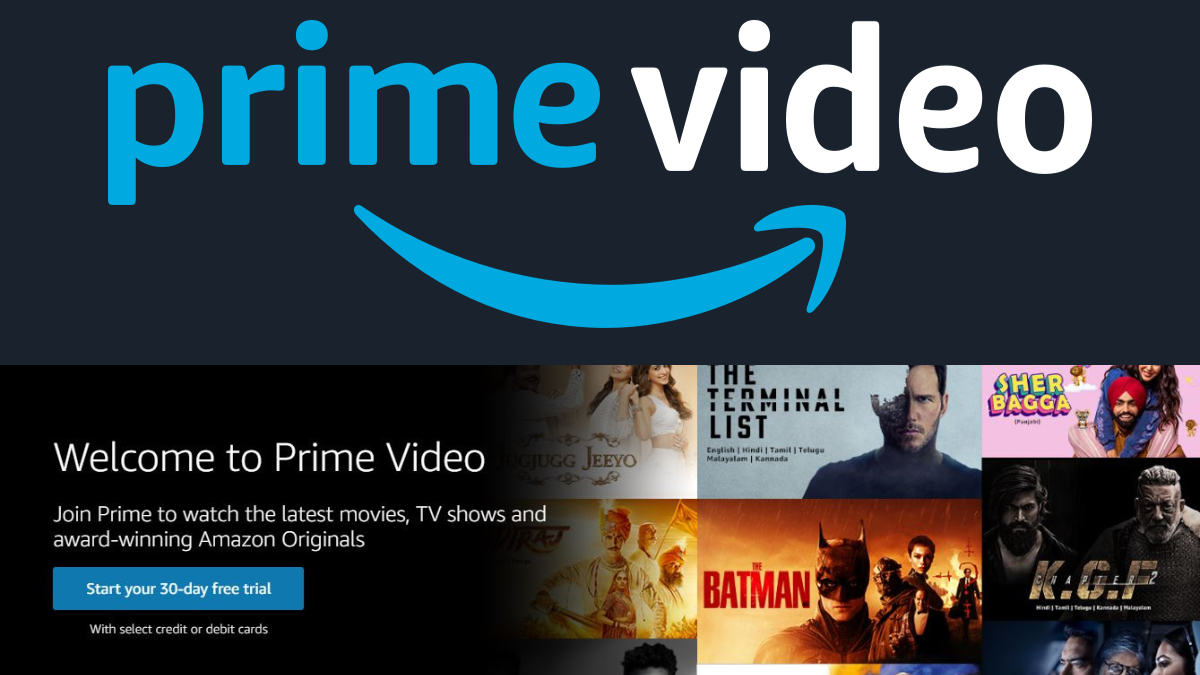 prime video
Welcome to Prime Video
Join Prime to watch the latest movies, TV shows and
award-winning Amazon Originals
Start your 30-day free trial
With select credit or debit cards
JEEYO
THE
TERMINAL
LIST
English | Hindi | Tamil | Telugu
Malayalam | Kannada
SHER
BAGGA
(Punjabi)
THE
BATMAN
K.G.F
CHAPTER 2
Hindi | Tamil | Telugu | Kannada | Malayalam